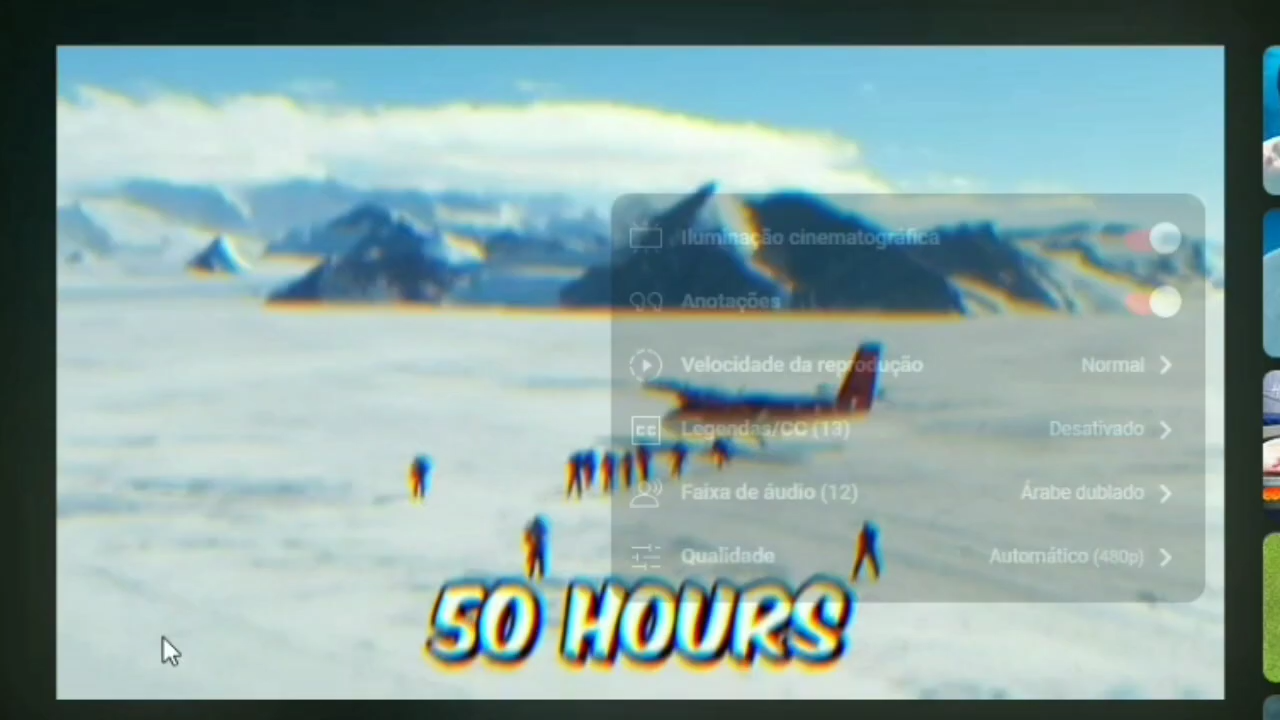 Iluminação cinematográfica
Anotações
Velocidade da reprodução Normal
CC Legendas/CC (13) Desativado
Faixa de áudio (12) Árabe dublado
Qualidade Automático (480p)
50 HOURS